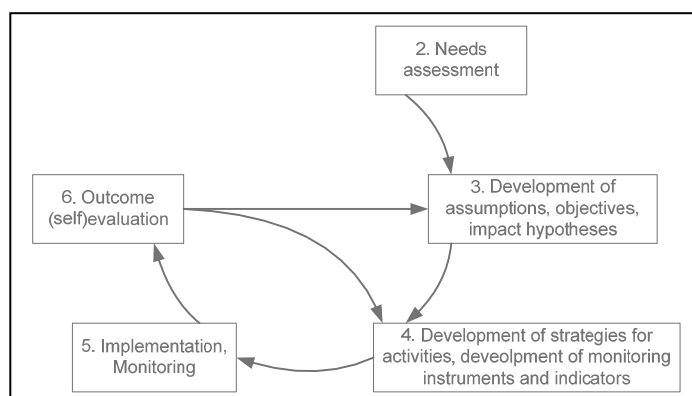 2. Needs
assessment
6. Outcome
(self)evaluation
3. Development of
assumptions, objectives,
impact hypotheses
5. Implementation,
Monitoring
4. Development of strategies for
activities, deveolpment of monitoring
instruments and indicators